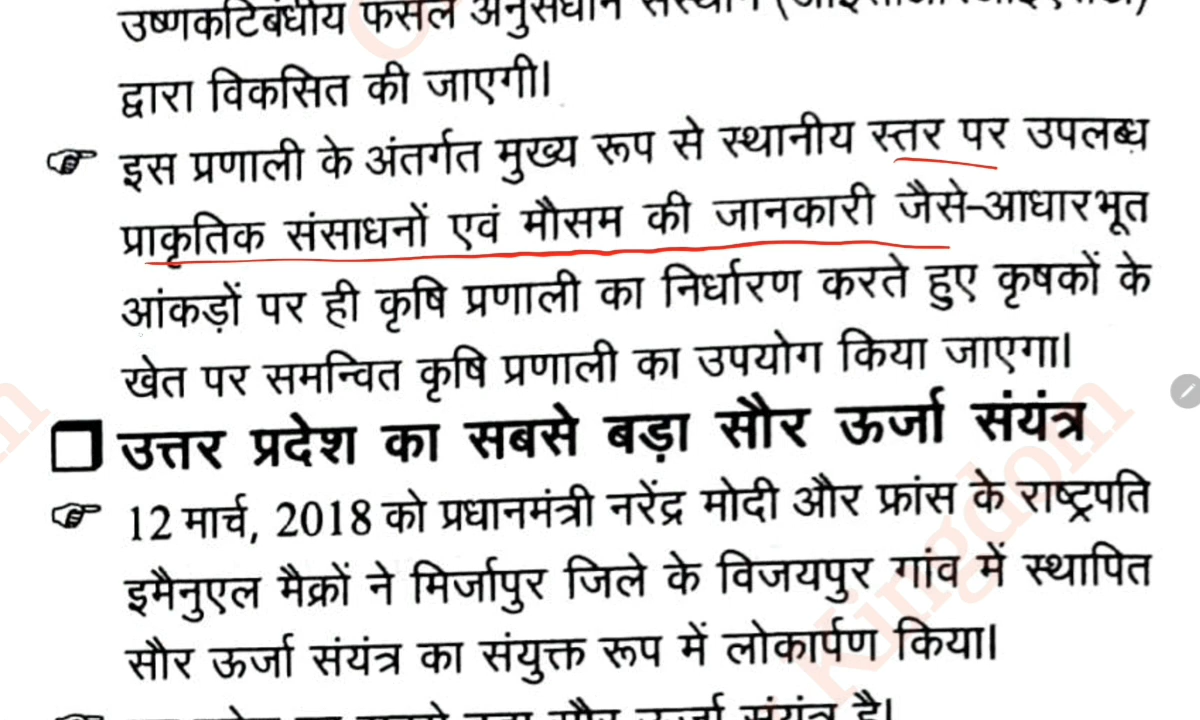 उष्णकटिबंधीय फसल अनुसंधान संस्थान
द्वारा विकसित की जाएगी।
इस प्रणाली के अंतर्गत मुख्य रूप से स्थानीय स्तर पर उपलब्ध
प्राकृतिक संसाधनों एवं मौसम की जानकारी जैसे-आधारभूत
आंकड़ों पर ही कृषि प्रणाली का निर्धारण करते हुए कृषकों के
खेत पर समन्वित कृषि प्रणाली का उपयोग किया जाएगा।
उत्तर प्रदेश का सबसे बड़ा सौर ऊर्जा संयंत्र
12 मार्च, 2018 को प्रधानमंत्री नरेंद्र मोदी और फ्रांस के राष्ट्रपति
इमैनुएल मैक्रों ने मिर्जापुर जिले के विजयपुर गांव में स्थापित
सौर ऊर्जा संयंत्र का संयुक्त रूप में लोकार्पण किया।
सौर ऊर्जा संयंत्र है।
Kingdom